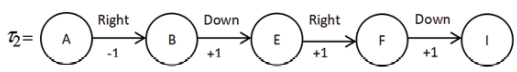 Right Down Right Down
τ₂= A B E F I
-1 +1 +1 +1